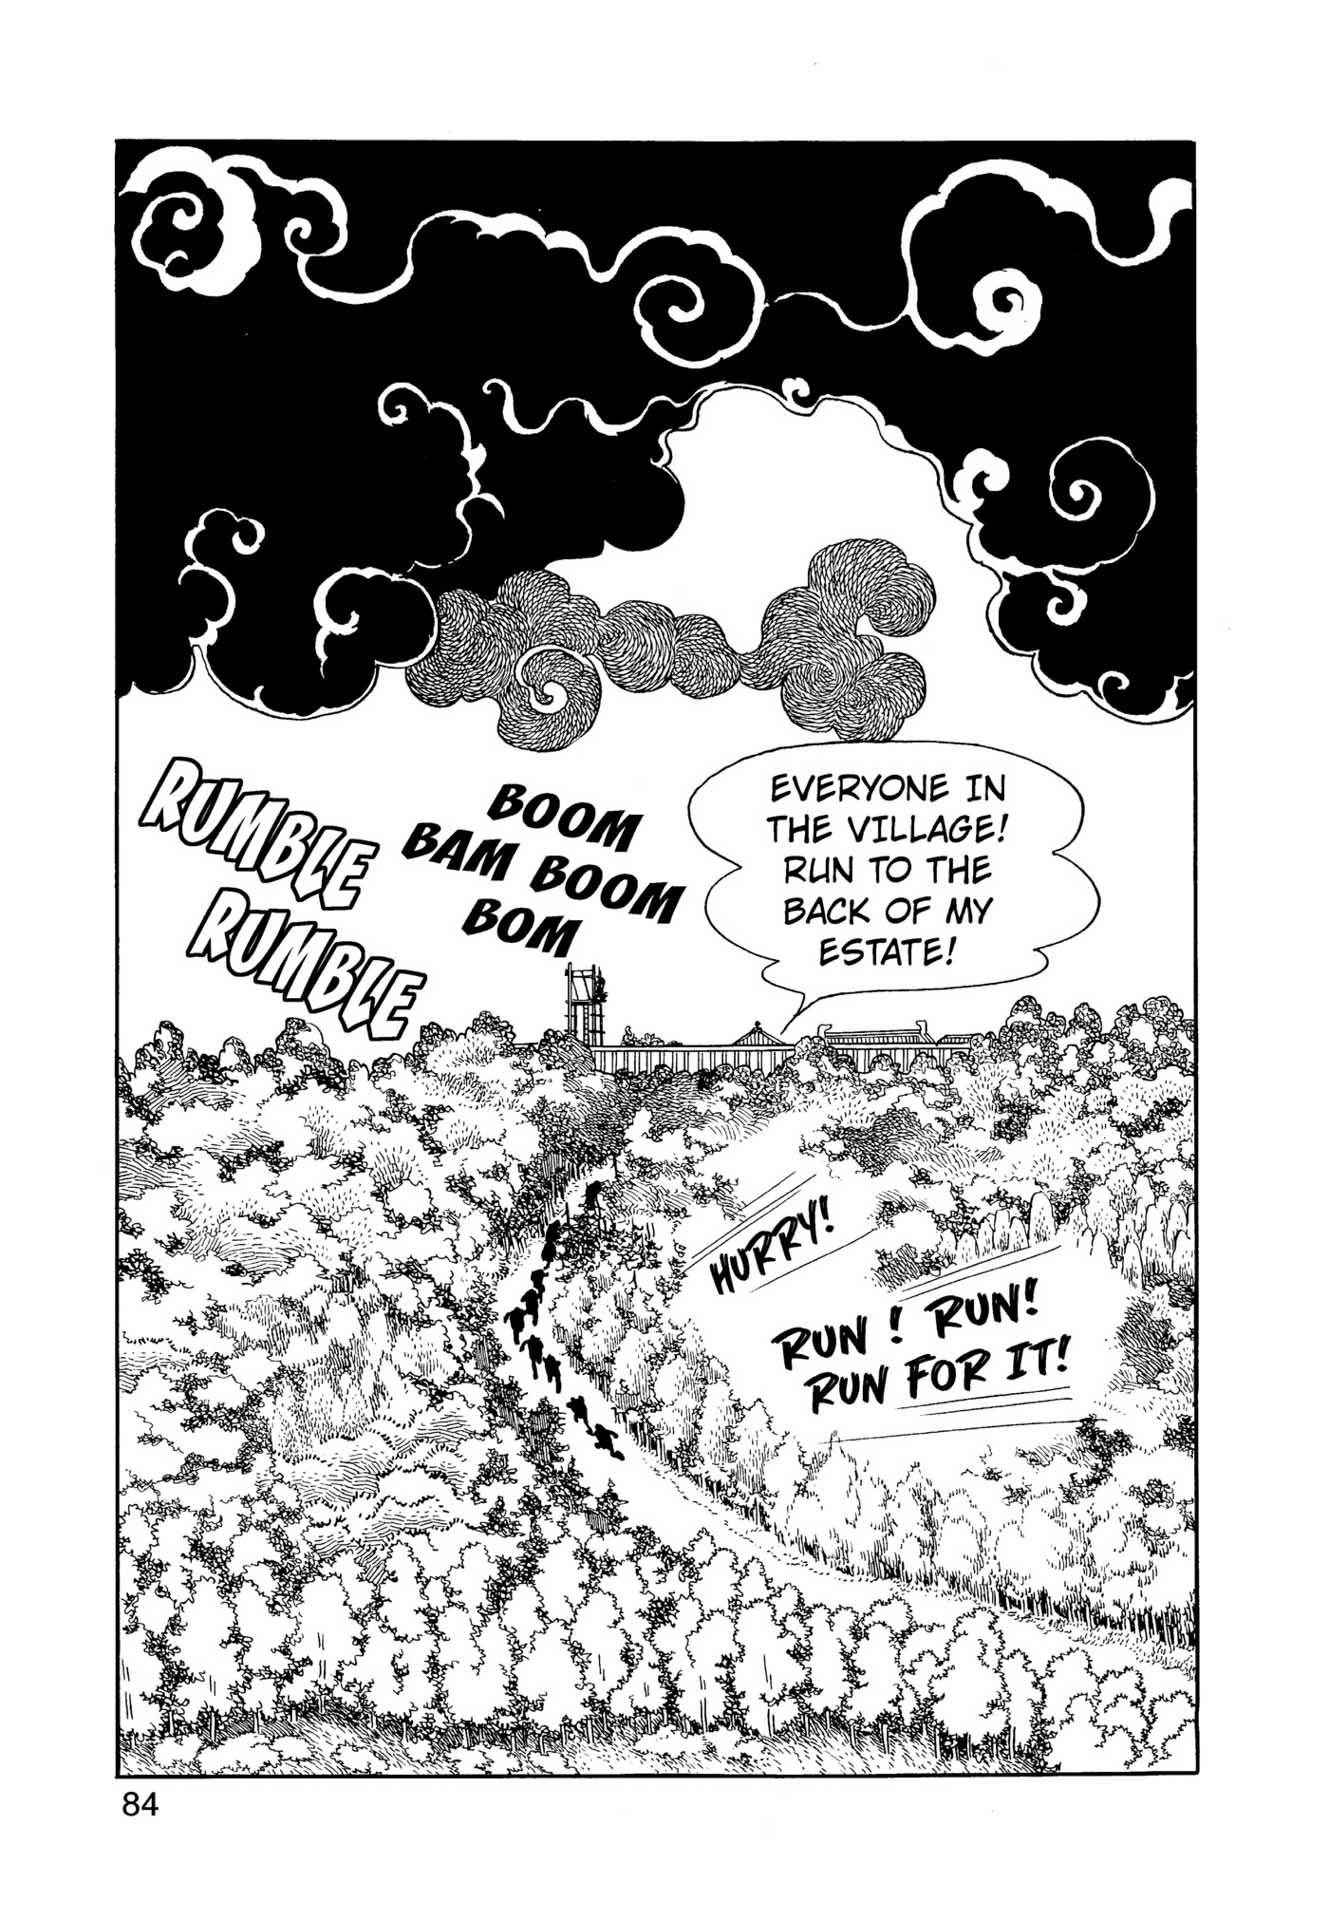 RUMBLE
RUMBLE
BOOM
BAM BOOM
BOM
EVERYONE IN
THE VILLAGE!
RUN TO THE
BACK OF MY
ESTATE!
HURRY!
RUN! RUN!
RUN FOR IT!
84